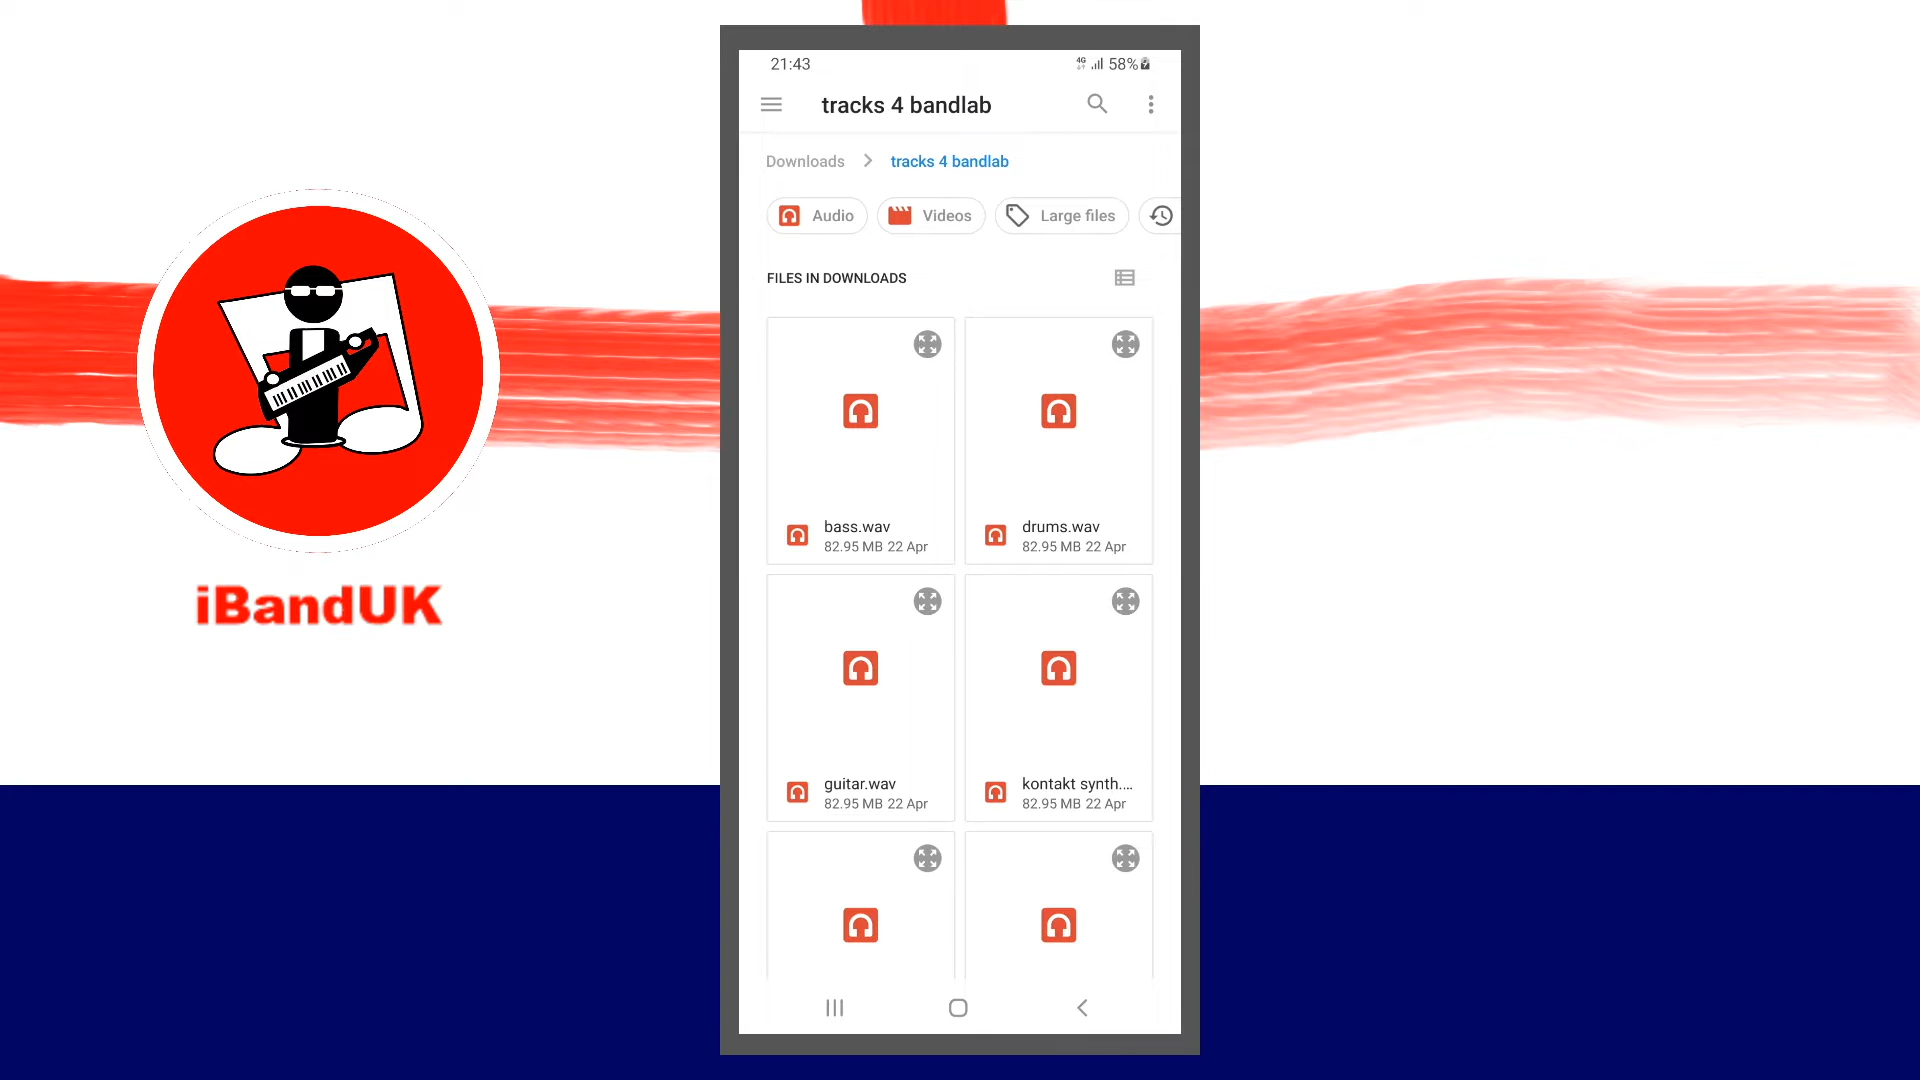 21:43
4G 58%
tracks 4 bandlab
Downloads tracks 4 bandlab
Audio Videos Large files
FILES IN DOWNLOADS
bass.wav
82.95 MB 22 Apr
drums.wav
82.95 MB 22 Apr
guitar.wav
82.95 MB 22 Apr
kontakt synth....
82.95 MB 22 Apr
iBandUK